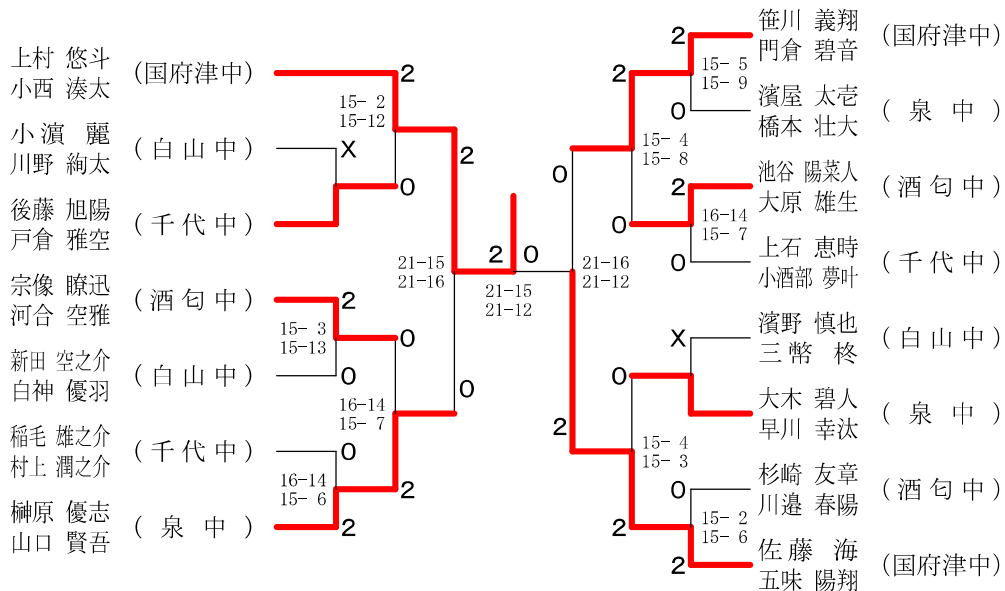 上村 悠斗
小西 湊太
(国府津中)
2
15- 2
15-12
小濵 麗
川野 絢太
(白山中)
X
0
後藤 旭陽
戸倉 雅空
(千代中)
2
宗像 瞭迅
河合 空雅
(酒匂中)
2
15- 3
15-13
0
新田 空之介
白神 優羽
(白山中)
0
16-14
15- 7
0
稲毛 雄之介
村上 潤之介
(千代中)
0
16-14
15- 6
2
榊原 優志
山口 賢吾
(泉中)
2
21-15
21-16
2
0
21-15
21-12
笹川 義翔
門倉 碧音
(国府津中)
2
15- 5
15- 9
2
濱屋 太壱
橋本 壮大
(泉中)
0
15- 4
15- 8
0
池谷 陽菜人
大原 雄生
(酒匂中)
2
16-14
15- 7
0
上石 恵時
小酒部 夢叶
(千代中)
0
21-16
21-12
濱野 慎也
三幣 柊
(白山中)
X
0
大木 碧人
早川 幸汰
(泉中)
2
15- 4
15- 3
杉崎 友章
川邉 春陽
(酒匂中)
0
15- 2
15- 6
2
佐藤 海
五味 陽翔
(国府津中)
2